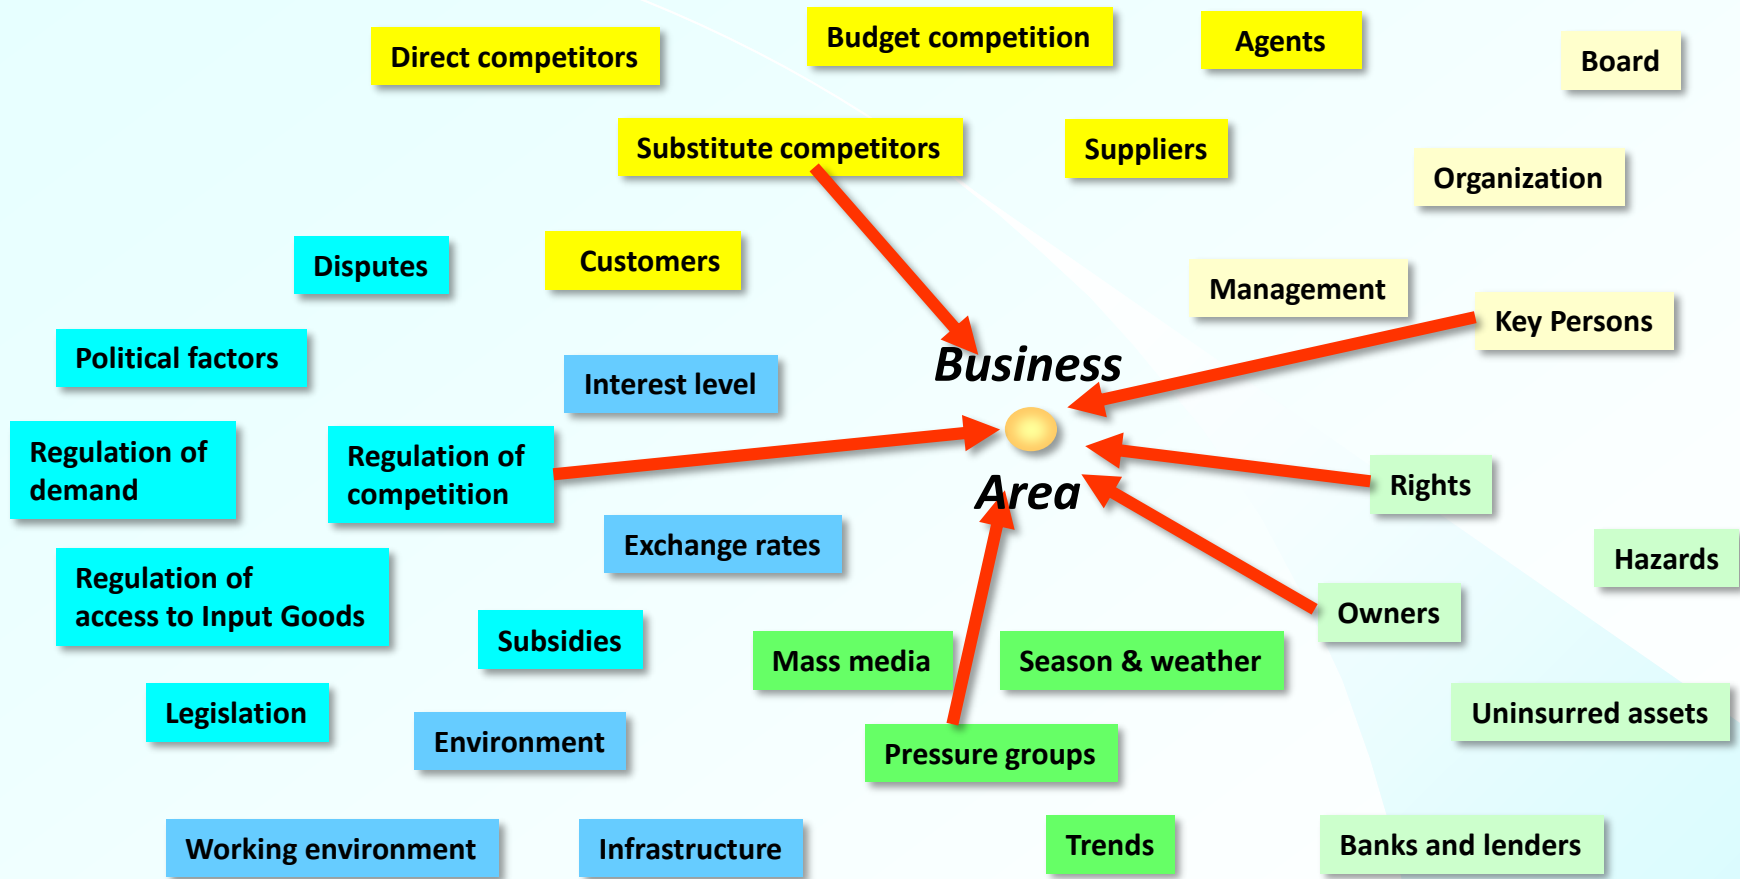 Direct competitors
Budget competition
Agents
Board
Substitute competitors
Suppliers
Organization
Disputes
Customers
Management
Key Persons
Political factors
Interest level
Business
Regulation of
demand
Regulation of
competition
Area
Rights
Exchange rates
Hazards
Regulation of
access to Input Goods
Subsidies
Owners
Mass media
Season & weather
Legislation
Environment
Pressure groups
Uninsurred assets
Working environment
Infrastructure
Trends
Banks and lenders